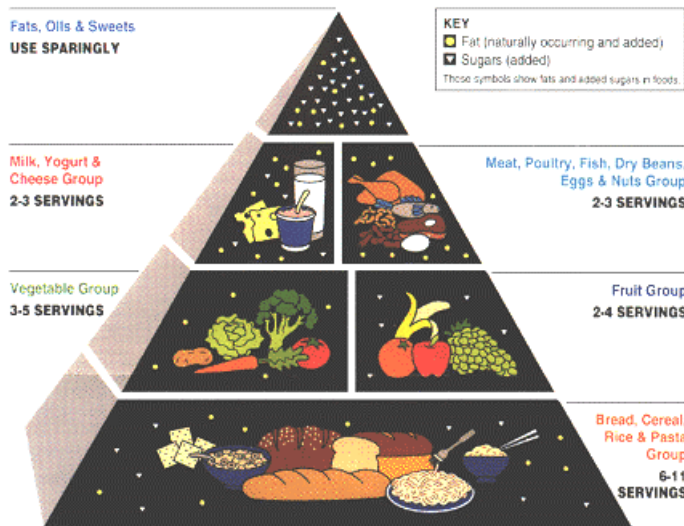 Fats, Oils & Sweets
USE SPARINGLY
KEY
Fat (naturally occurring and added)
Sugars (added)
These symbols show fats and added sugars in foods.
Milk, Yogurt &
Cheese Group
2-3 SERVINGS
Meat, Poultry, Fish, Dry Beans,
Eggs & Nuts Group
2-3 SERVINGS
Vegetable Group
3-5 SERVINGS
Fruit Group
2-4 SERVINGS
Bread, Cereal,
Rice & Pasta
Group
6-11
SERVINGS